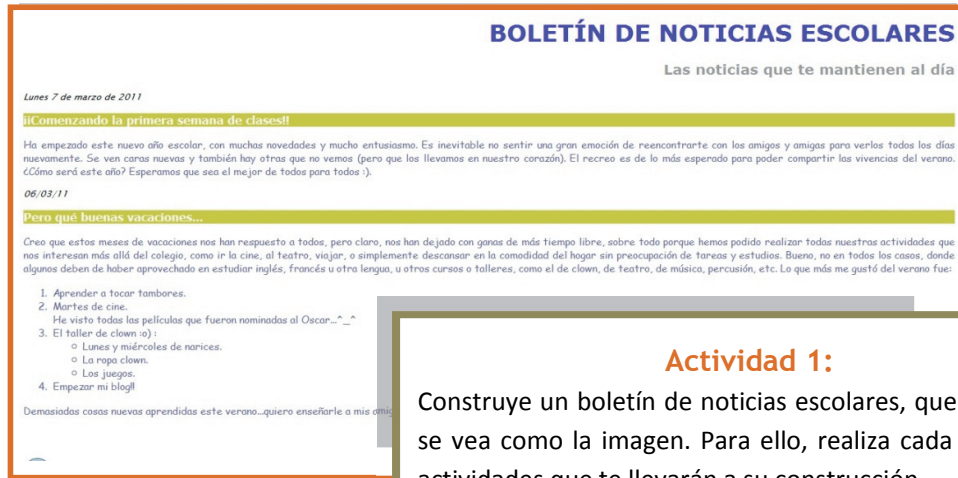 BOLETÍN DE NOTICIAS ESCOLARES
Las noticias que te mantienen al día
Lunes 7 de marzo de 2011
¡¡Comenzando la primera semana de clases!!
Ha empezado este nuevo año escolar, con muchas novedades y mucho entusiasmo. Es inevitable no sentir una gran emoción de reencontrarte con los amigos y amigas para verlos todos los días
nuevamente. Se ven caras nuevas y también hay otras que no vemos (pero que los llevamos en nuestro corazón). El recreo es de lo más esperado para poder compartir las vivencias del verano.
¿Cómo será este año? Esperamos que sea el mejor de todos para todos :).
06/03/11
Pero qué buenas vacaciones...
Creo que estos meses de vacaciones nos han respuesto a todos, pero claro, nos han dejado con ganas de más tiempo libre, sobre todo porque hemos podido realizar todas nuestras actividades que
nos interesan más allá del colegio, como ir la cine, al teatro, viajar, o simplemente descansar en la comodidad del hogar sin preocupación de tareas y estudios. Bueno, no en todos los casos, donde
algunos deben de haber aprovechado en estudiar inglés, francés u otra lengua, u otros cursos o talleres, como el de clown, de teatro, de música, percusión, etc. Lo que más me gustó del verano fue:
1. Aprender a tocar tambores.
2. Martes de cine.
He visto todas las películas que fueron nominadas al Oscar...^_^
3. El taller de clown :o) :
○ Lunes y miércoles de narices.
○ La ropa clown.
○ Los juegos.
4. Empezar mi blog!!
Demasiadas cosas nuevas aprendidas este verano...quiero enseñarle a mis
Actividad 1:
Construye un boletín de noticias escolares, que
se vea como la imagen. Para ello, realiza cada
actividades que te llevarán a su construcción